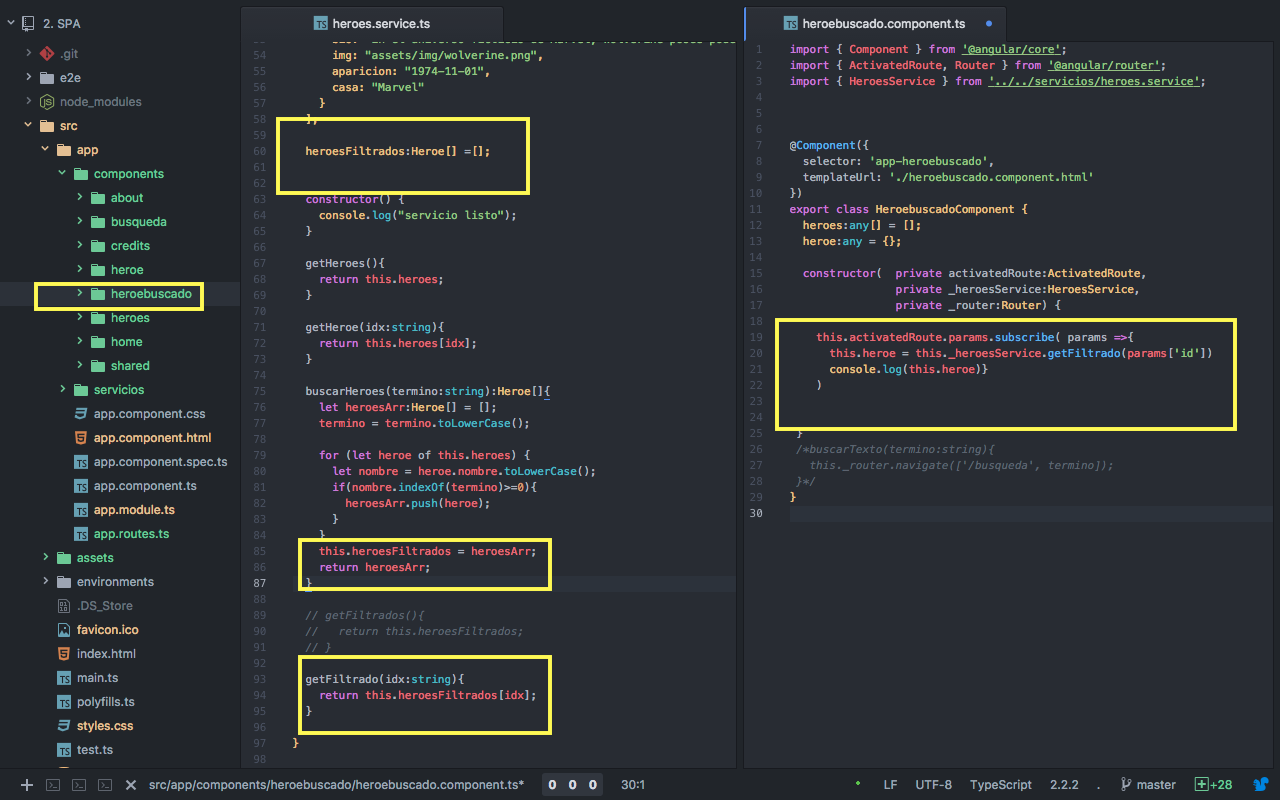 2. SPA
.git
e2e
node_modules
src
app
components
about
busqueda
credits
heroe
heroebuscado
heroes
home
shared
servicios
app.component.css
app.component.html
app.component.spec.ts
app.component.ts
app.module.ts
app.routes.ts
assets
environments
.DS_Store
favicon.ico
index.html
main.ts
polyfills.ts
styles.css
test.ts
heroes.service.ts
54 img: "assets/img/wolverine.png",
55 aparicion: "1974-11-01",
56 casa: "Marvel"
57 }
58 ];
59
60 heroesFiltrados:Heroe[] =[];
61
62
63 constructor() {
64 console.log("servicio listo");
65 }
66
67 getHeroes(){
68 return this.heroes;
69 }
70
71 getHeroe(idx:string){
72 return this.heroes[idx];
73 }
74
75 buscarHeroes(termino:string):Heroe[]{
76 let heroesArr:Heroe[] = [];
77 termino = termino.toLowerCase();
78
79 for (let heroe of this.heroes) {
80 let nombre = heroe.nombre.toLowerCase();
81 if(nombre.indexOf(termino)>=0){
82 heroesArr.push(heroe);
83 }
84 }
85 this.heroesFiltrados = heroesArr;
86 return heroesArr;
87 }
88
89 // getFiltrados(){
90 // return this.heroesFiltrados;
91 // }
92
93 getFiltrado(idx:string){
94 return this.heroesFiltrados[idx];
95 }
96
97 }
98
heroebuscado.component.ts
1 import { Component } from '@angular/core';
2 import { ActivatedRoute, Router } from '@angular/router';
3 import { HeroesService } from '../../servicios/heroes.service';
4
5
6
7 @Component({
8 selector: 'app-heroebuscado',
9 templateUrl: './heroebuscado.component.html'
10 })
11 export class HeroebuscadoComponent {
12 heroes:any[] = [];
13 heroe:any = {};
14
15 constructor( private activatedRoute:ActivatedRoute,
16 private _heroesService:HeroesService,
17 private _router:Router) {
18
19 this.activatedRoute.params.subscribe( params =>{
20 this.heroe = this._heroesService.getFiltrado(params['id'])
21 console.log(this.heroe)}
22 )
23
24
25 }
26 /*buscarTexto(termino:string){
27 this._router.navigate(['/busqueda', termino]);
28 }*/
29 }
30
src/app/components/heroebuscado/heroebuscado.component.ts* 0 0 0 30:1 LF UTF-8 TypeScript 2.2.2 . master +28